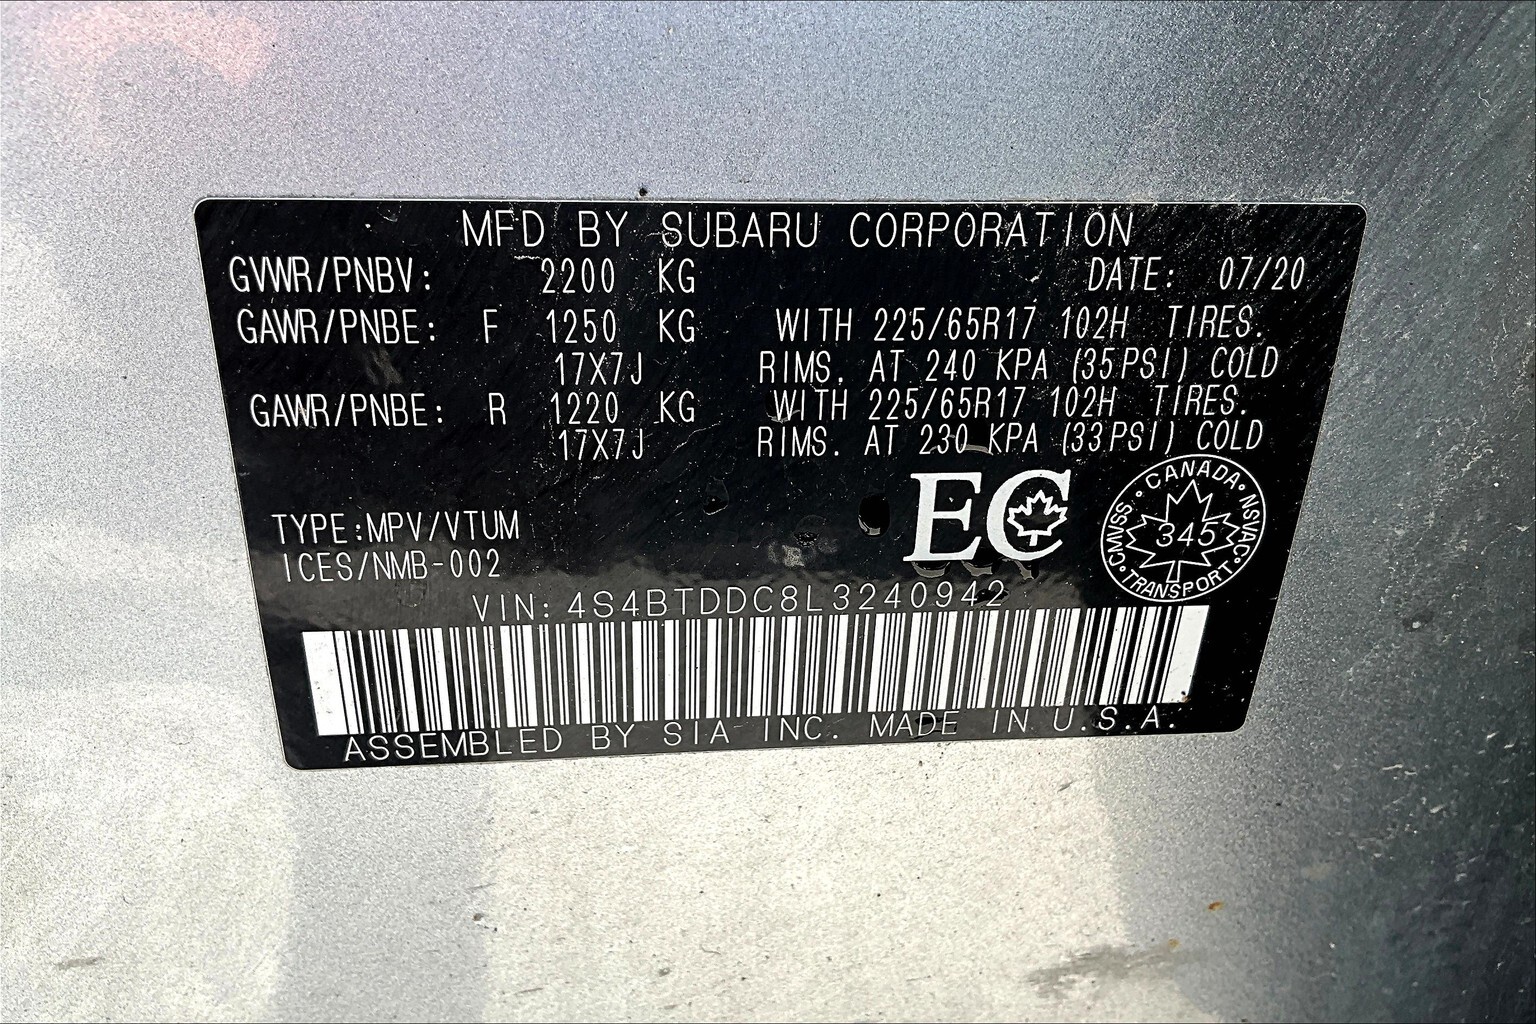 MFD BY SUBARU CORPORATION
GVWR/PNBV: 2200 KG DATE: 07/20
GAWR/PNBE: F 1250 KG WITH 225/65R17 102H TIRES.
17X7J RIMS. AT 240 KPA (35PSI) COLD
GAWR/PNBE: R 1220 KG WITH 225/65R17 102H TIRES.
17X7J RIMS. AT 230 KPA (33PSI) COLD
EC
CANADA · NSVAC · TRANSPORT · CMVSS ·
345
TYPE:MPV/VTUM
ICES/NMB-002
VIN: 4S4BTDDC8L3240942
ASSEMBLED BY SIA INC. MADE IN U.S.A.